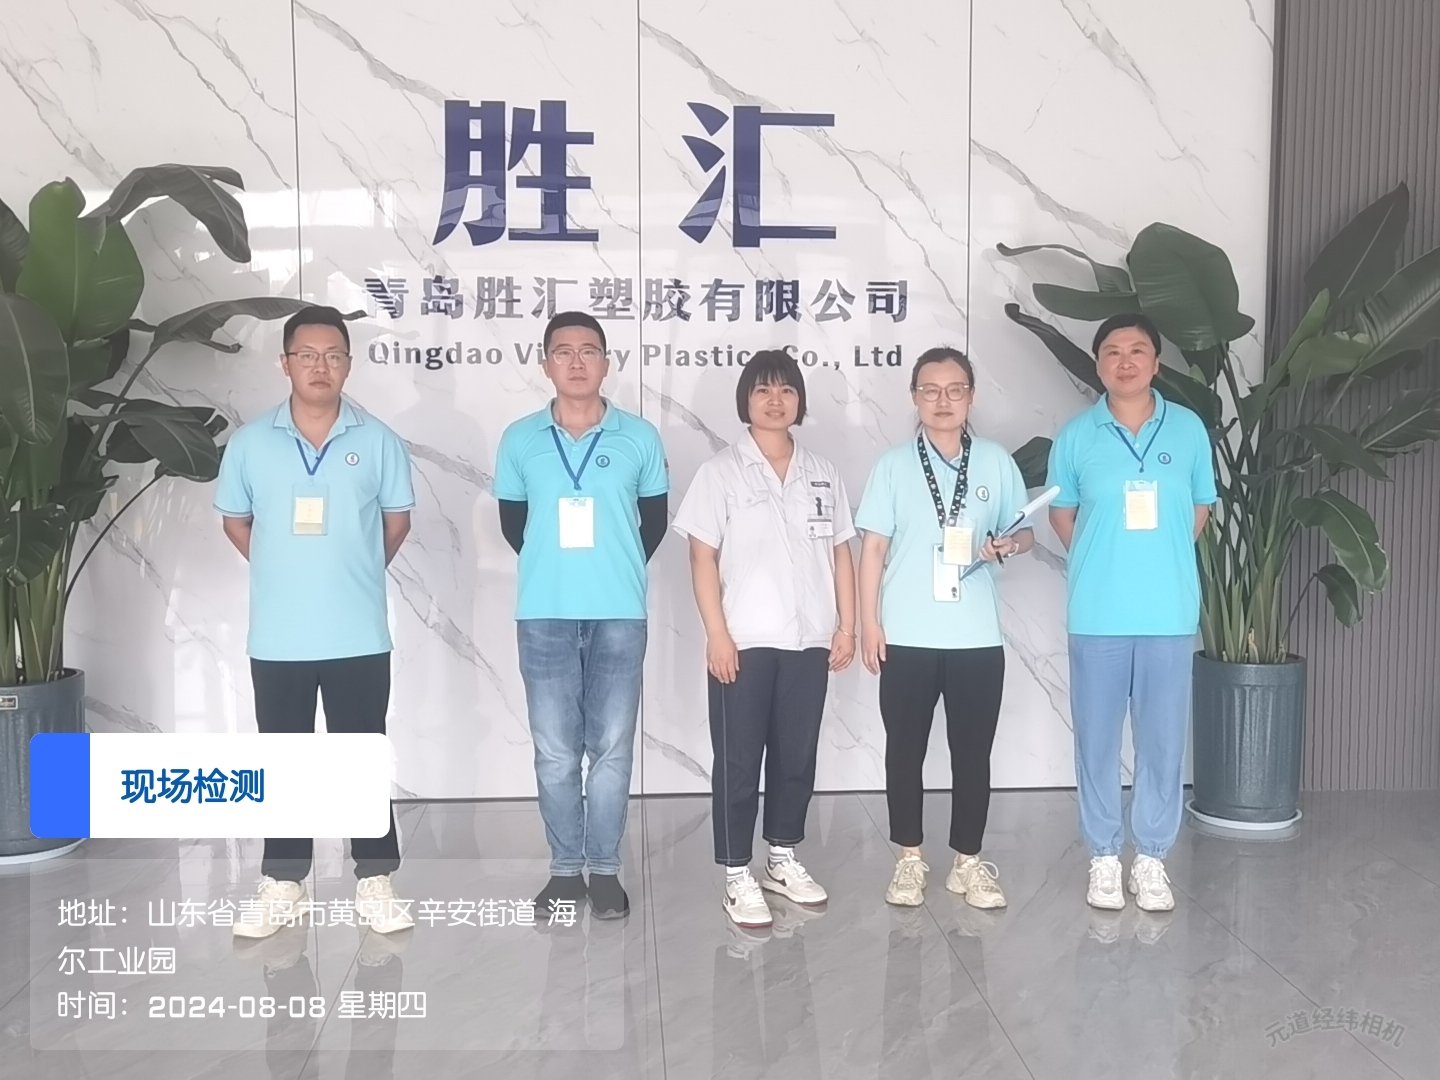 胜汇
青岛胜汇塑胶有限公司
Qingdao Vi ry Plastic Co., Ltd
现场检测
地址：山东省青岛市黄岛区辛安街道 海
尔工业园
时间：2024-08-08 星期四
元道经纬相机